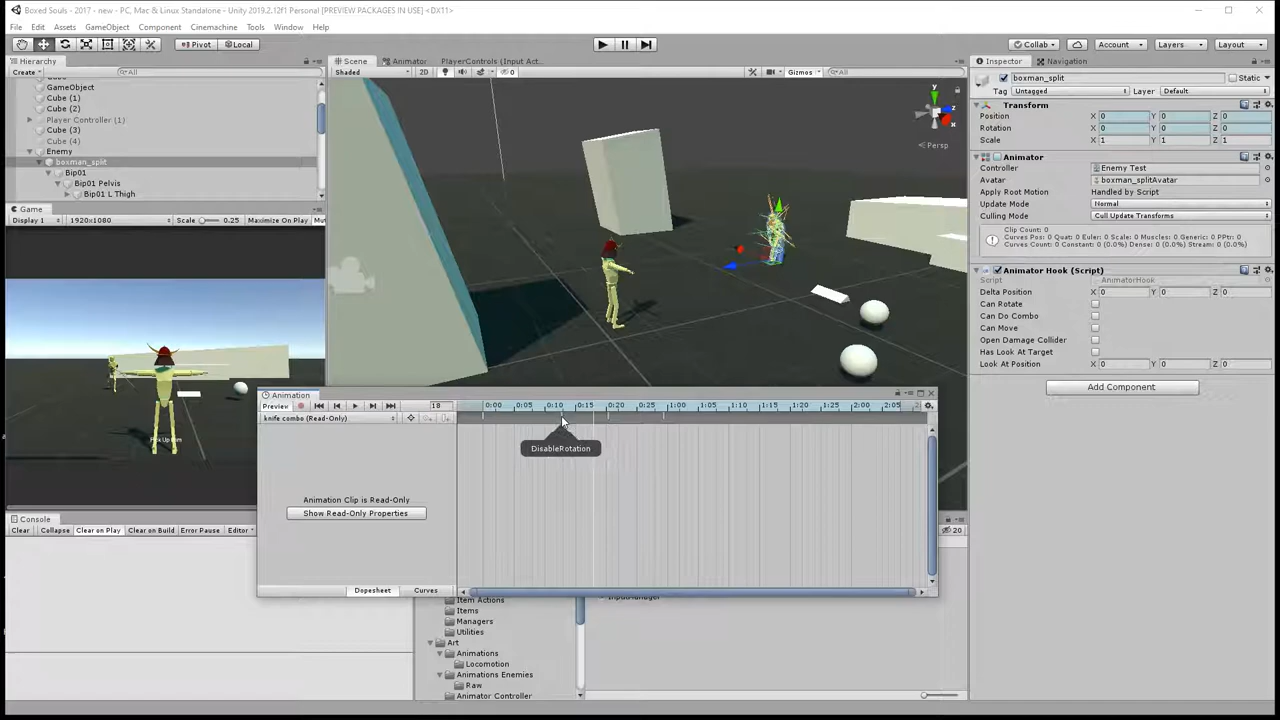 Boxed Souls - 2017 - new - PC, Mac & Linux Standalone - Unity 2019.2.12f1 Personal [PREVIEW PACKAGES IN USE] <DX11>
File Edit Assets GameObject Component Cinemachine Tools Window Help
Pivot Local Collab Account Layers Layout
Hierarchy
Create All
GameObject
Cube (1)
Cube (2)
Player Controller (1)
Cube (3)
Cube (4)
Enemy
boxman_split
Bip01
Bip01 Pelvis
Bip01 L Thigh
Game
Display 1 1920x1080 Scale 0.25 Maximize On Play
Scene Animator PlayerControls (Input Act...
Shaded 2D 0 Gizmos All
y
x
z
Persp
Inspector Navigation
boxman_split Static
Tag Untagged Layer Default
Transform
Position X 0 Y 0 Z 0
Rotation X 0 Y 0 Z 0
Scale X 1 Y 1 Z 1
Animator
Controller Enemy Test
Avatar boxman_splitAvatar
Apply Root Motion Handled by Script
Update Mode Normal
Culling Mode Cull Update Transforms
Clip Count: 0
Curves Pos: 0 Quat: 0 Euler: 0 Scale: 0 Muscles: 0 Generic: 0 PPtr: 0
Curves Count: 0 Constant: 0 (0.0%) Dense: 0 (0.0%) Stream: 0 (0.0%)
Animator Hook (Script)
Script AnimatorHook
Delta Position X 0 Y 0 Z 0
Can Rotate
Can Do Combo
Can Move
Open Damage Collider
Has Look At Target
Look At Position X 0 Y 0 Z 0
Add Component
Animation
Preview 18 0:00 0:05 0:10 0:15 0:20 0:25 1:00 1:05 1:10 1:15 1:20 1:25 2:00 2:05
knife combo (Read-Only)
DisableRotation
Animation Clip is Read-Only
Show Read-Only Properties
Dopesheet Curves
Console
Clear Collapse Clear on Play Clear on Build Error Pause Editor
20
Item Actions
Items
Managers
Utilities
Art
Animations
Locomotion
Animations Enemies
Raw
Animator Controller